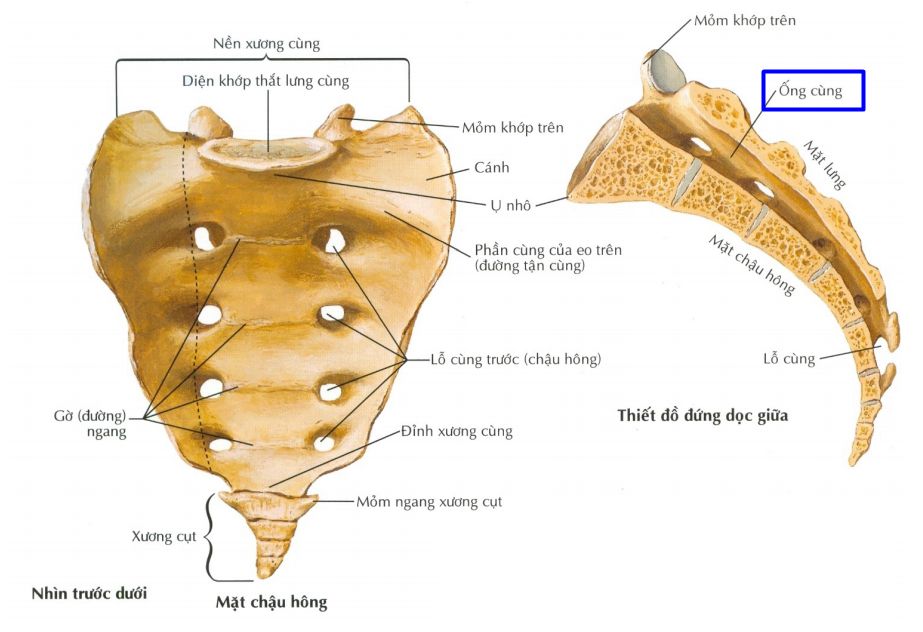 Nền xương cùng
Diện khớp thắt lưng cùng
Mỏm khớp trên
Cánh
Ụ nhô
Phần cùng của eo trên
(đường tận cùng)
Lỗ cùng trước (chậu hông)
Gờ (đường)
ngang
Đỉnh xương cùng
Mỏm ngang xương cụt
Xương cụt
Nhìn trước dưới
Mặt chậu hông
Mỏm khớp trên
Ống cùng
Mặt lưng
Mặt chậu hông
Lỗ cùng
Thiết đồ đứng dọc giữa